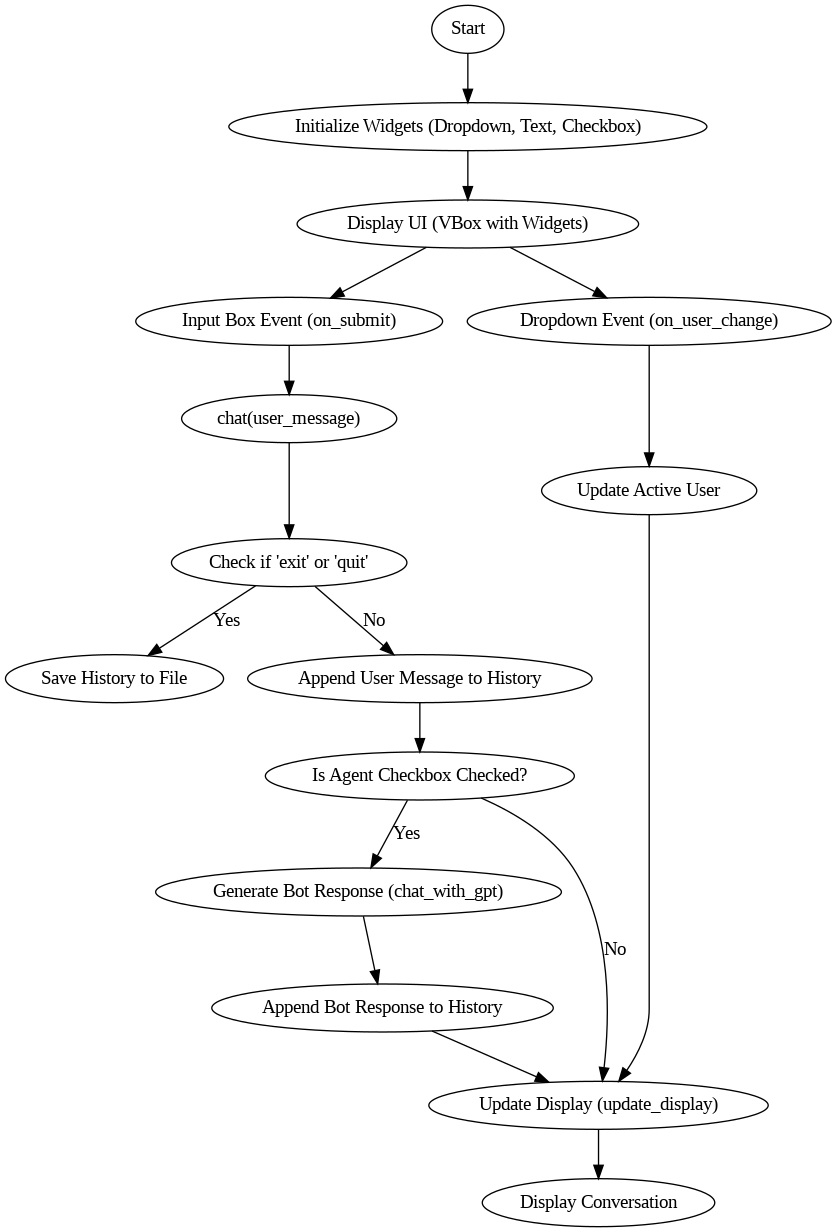 Start
Initialize Widgets (Dropdown, Text, Checkbox)
Display UI (VBox with Widgets)
Input Box Event (on_submit)
Dropdown Event (on_user_change)
chat(user_message)
Update Active User
Check if 'exit' or 'quit'
Yes
No
Save History to File
Append User Message to History
Is Agent Checkbox Checked?
Yes
Generate Bot Response (chat_with_gpt)
No
Append Bot Response to History
Update Display (update_display)
Display Conversation